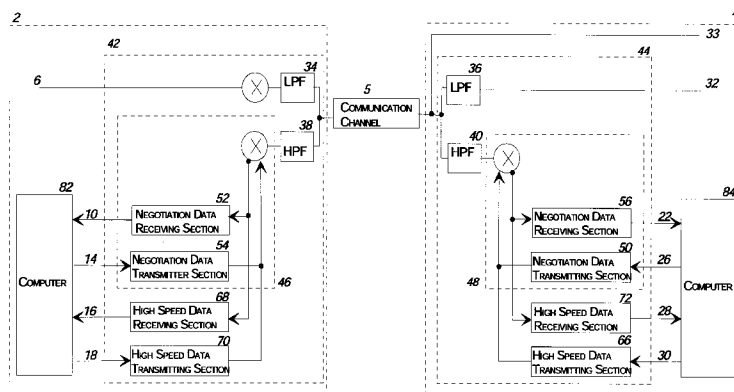 2
4
42
33
34
36
44
6
5
32
LPF
LPF
COMMUNICATION
CHANNEL
38
40
HPF
HPF
82
84
52
56
10
NEGOTIATION DATA
RECEIVING SECTION
NEGOTIATION DATA
RECEIVING SECTION
22
54
50
14
NEGOTIATION DATA
TRANSMITTER SECTION
NEGOTIATION DATA
TRANSMITTING SECTION
26
COMPUTER
46
48
COMPUTER
68
72
16
HIGH SPEED DATA
RECEIVING SECTION
HIGH SPEED DATA
RECEIVING SECTION
28
70
66
18
HIGH SPEED DATA
TRANSMITTING SECTION
HIGH SPEED DATA
TRANSMITTING SECTION
30